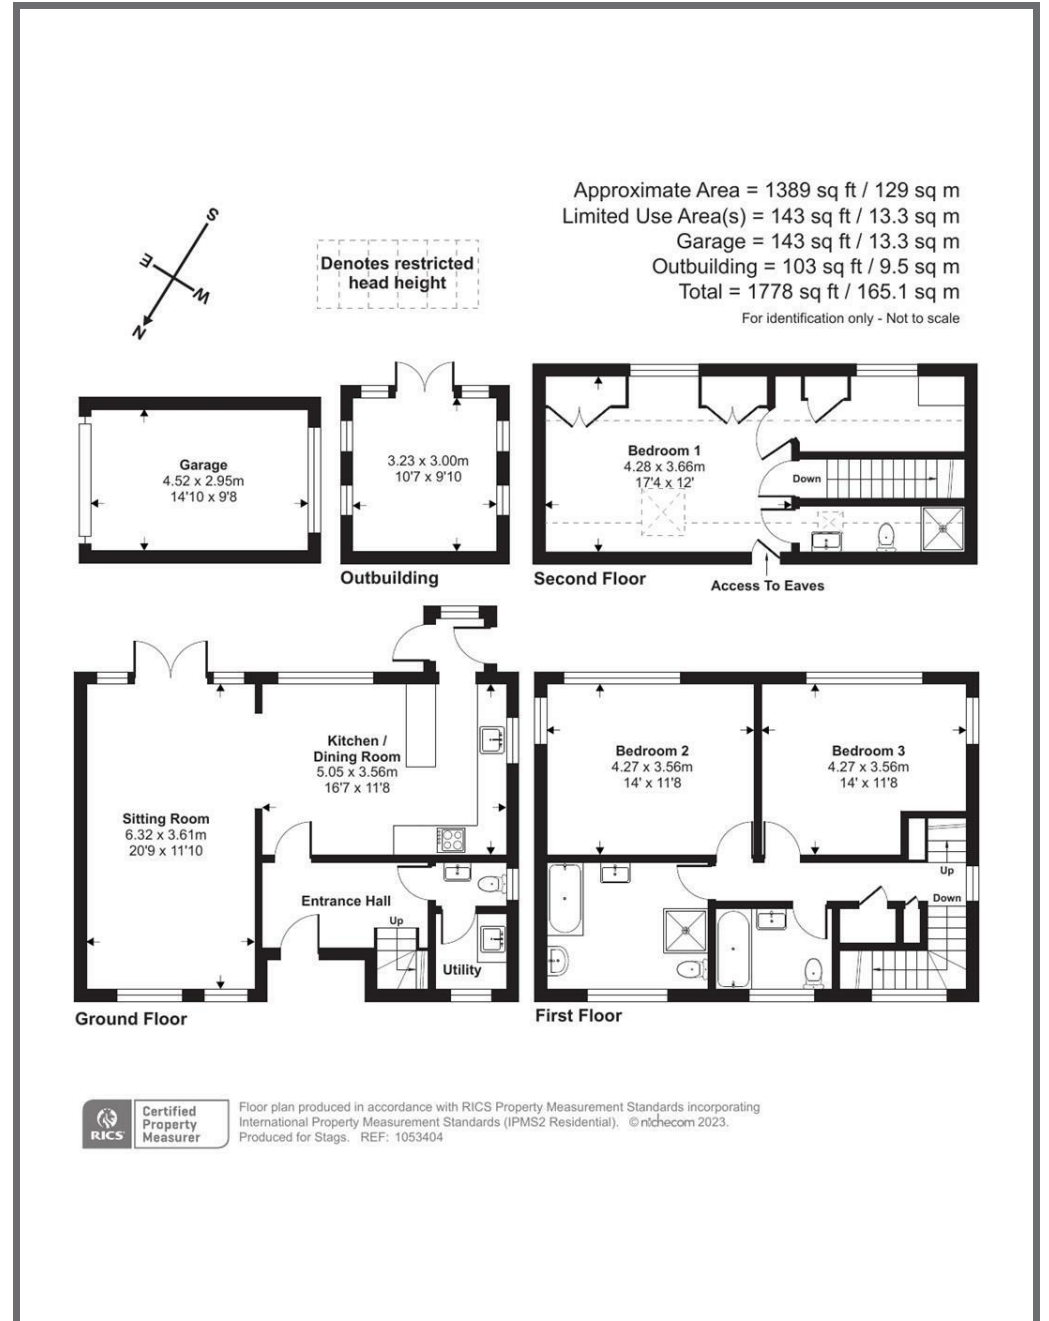 Approximate Area = 1389 sq ft / 129 sq m
Limited Use Area(s) = 143 sq ft / 13.3 sq m
Garage = 143 sq ft / 13.3 sq m
Outbuilding = 103 sq ft / 9.5 sq m
Total = 1778 sq ft / 165.1 sq m
For identification only - Not to scale
S
E
W
N
Denotes restricted
head height
Garage
4.52 x 2.95m
14'10 x 9'8
3.23 x 3.00m
10'7 x 9'10
Outbuilding
Bedroom 1
4.28 x 3.66m
17'4 x 12'
Down
Second Floor
Access To Eaves
Kitchen /
Dining Room
5.05 x 3.56m
16'7 x 11'8
Sitting Room
6.32 x 3.61m
20'9 x 11'10
Entrance Hall
Up
Utility
Ground Floor
Bedroom 2
4.27 x 3.56m
14' x 11'8
Bedroom 3
4.27 x 3.56m
14' x 11'8
Up
Down
First Floor
RICS
Certified
Property
Measurer
Floor plan produced in accordance with RICS Property Measurement Standards incorporating
International Property Measurement Standards (IPMS2 Residential). © nichecom 2023.
Produced for Stags. REF: 1053404